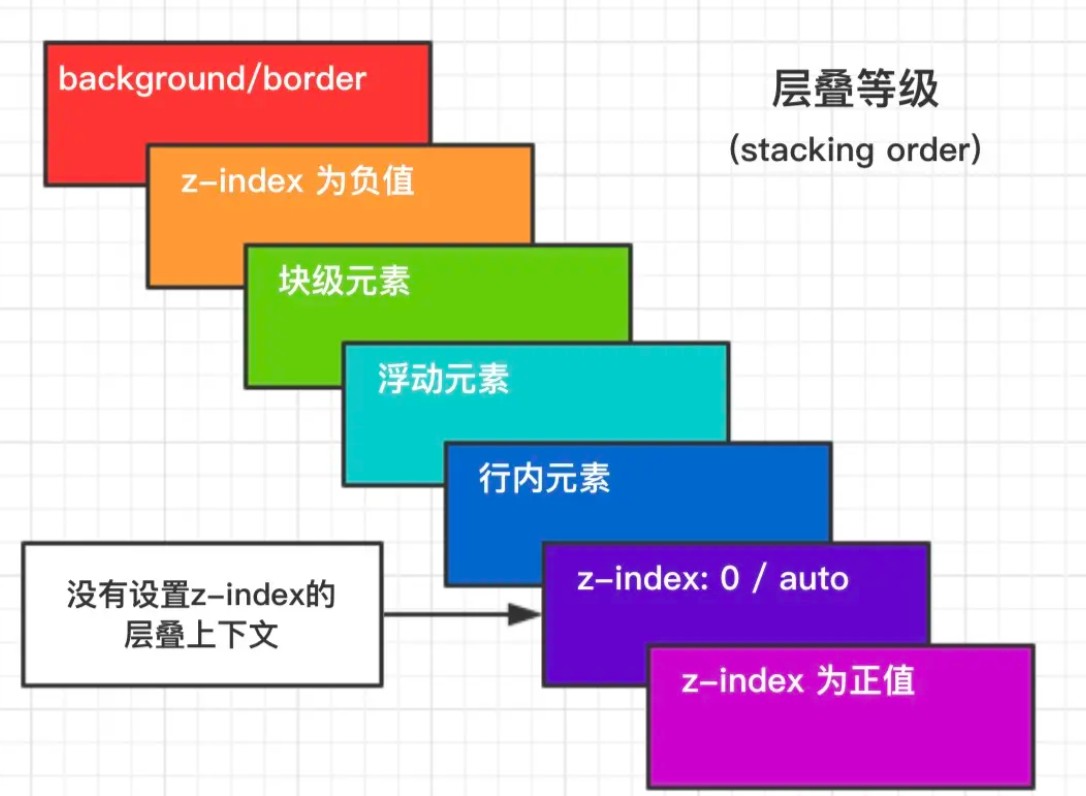 background/border
层叠等级
(stacking order)
z-index 为负值
块级元素
浮动元素
行内元素
z-index: 0 / auto
没有设置z-index的
层叠上下文
z-index 为正值